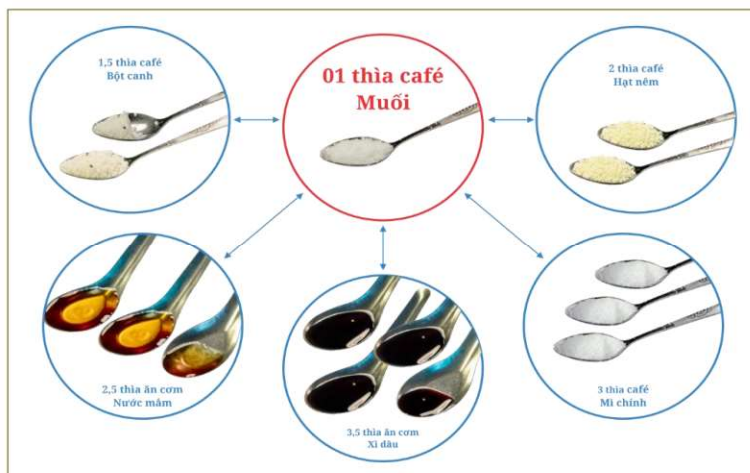 1,5 thìa café
Bột canh
01 thìa café
Muối
2 thìa café
Hạt nêm
2,5 thìa ăn cơm
Nước mắm
3,5 thìa ăn cơm
Xì dầu
3 thìa café
Mì chính